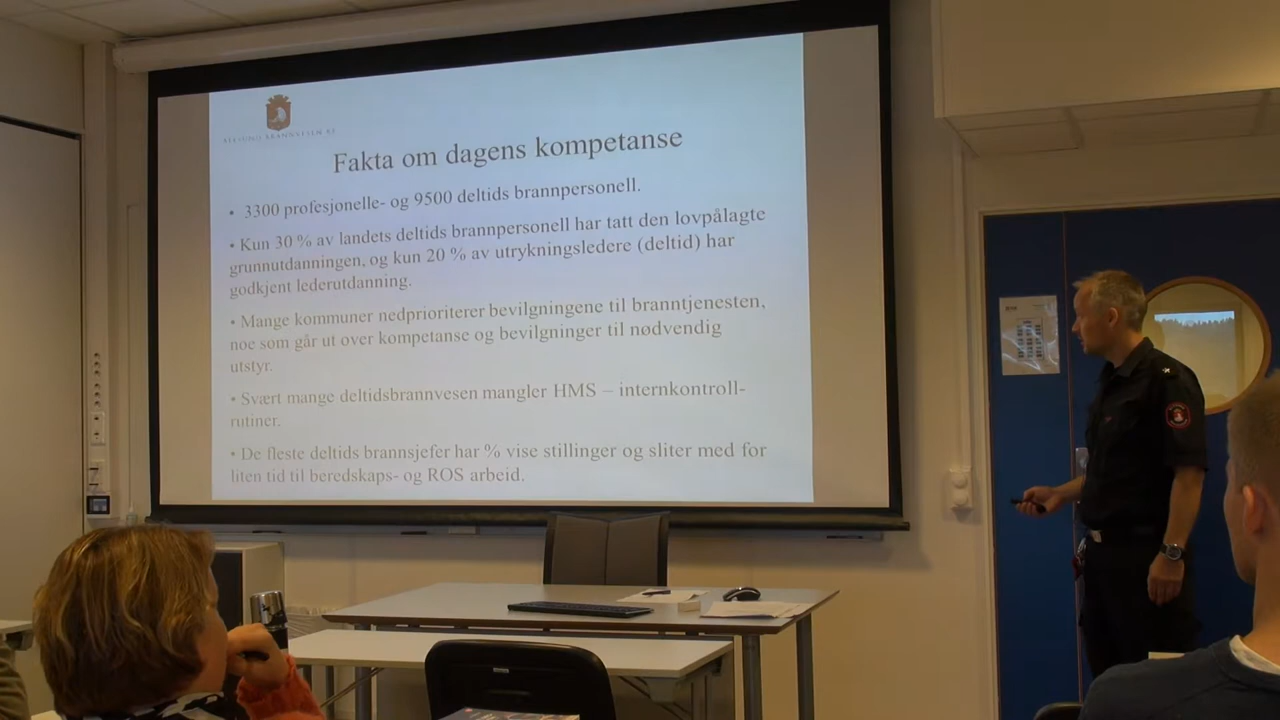 BRANNVESEN
Fakta om dagens kompetanse
• 3300 profesjonelle- og 9500 deltids brannpersonell.
• Kun 30 % av landets deltids brannpersonell har tatt den lovpålagte
grunnutdanningen, og kun 20 % av utrykningsledere (deltid) har
godkjent lederutdanning.
• Mange kommuner nedprioriterer bevilgningene til branntjenesten,
noe som går ut over kompetanse og bevilgninger til nødvendig
utstyr.
• Svært mange deltidsbrannvesen mangler HMS – internkontroll-
rutiner.
• De fleste deltids brannsjefer har % vise stillinger og sliter med for
liten tid til beredskaps- og ROS arbeid.